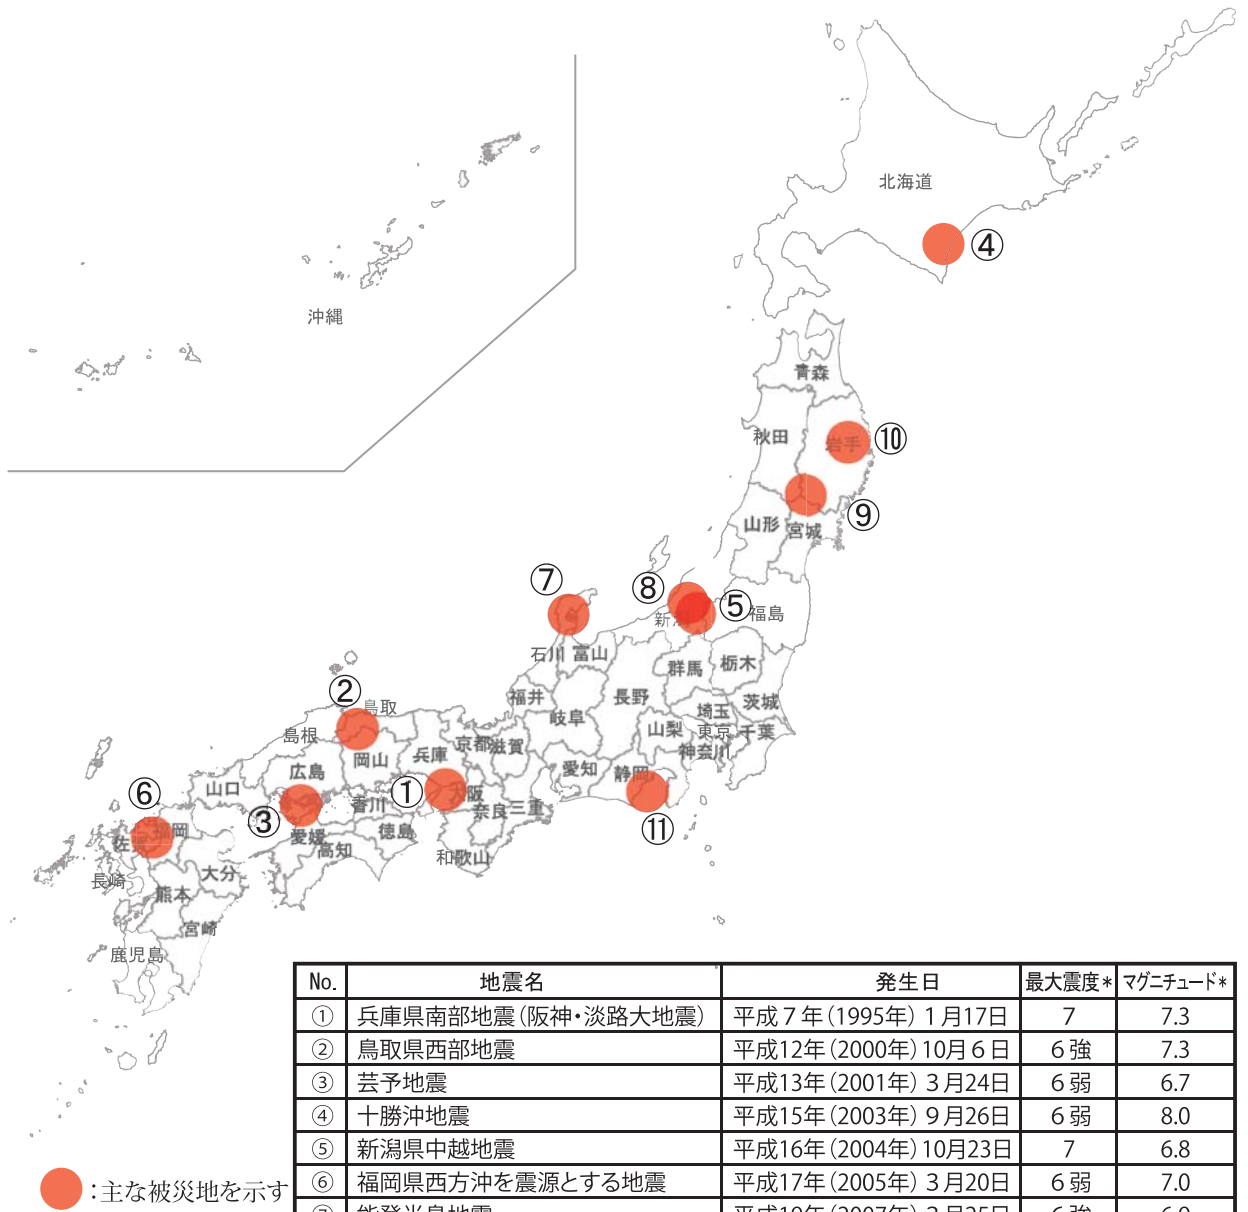 北海道
④
沖縄
青森
秋田
岩手
⑩
山形
宮城
⑨
⑦
⑧
⑤
新潟
福島
石川
富山
群馬
栃木
②
鳥取
福井
長野
埼玉
茨城
島根
岐阜
山梨
東京
千葉
岡山
兵庫
京都
滋賀
神奈川
広島
愛知
静岡
山口
⑥
①
大阪
香川
③
奈良
三重
⑪
福岡
愛媛
徳島
高知
佐賀
和歌山
長崎
大分
熊本
宮崎
鹿児島
No. 地震名 発生日 最大震度* マグニチュード*
① 兵庫県南部地震(阪神・淡路大地震) 平成7年(1995年)1月17日 7 7.3
② 鳥取県西部地震 平成12年(2000年)10月6日 6強 7.3
③ 芸予地震 平成13年(2001年)3月24日 6弱 6.7
④ 十勝沖地震 平成15年(2003年)9月26日 6弱 8.0
⑤ 新潟県中越地震 平成16年(2004年)10月23日 7 6.8
⑥ 福岡県西方沖を震源とする地震 平成17年(2005年)3月20日 6弱 7.0
:主な被災地を示す